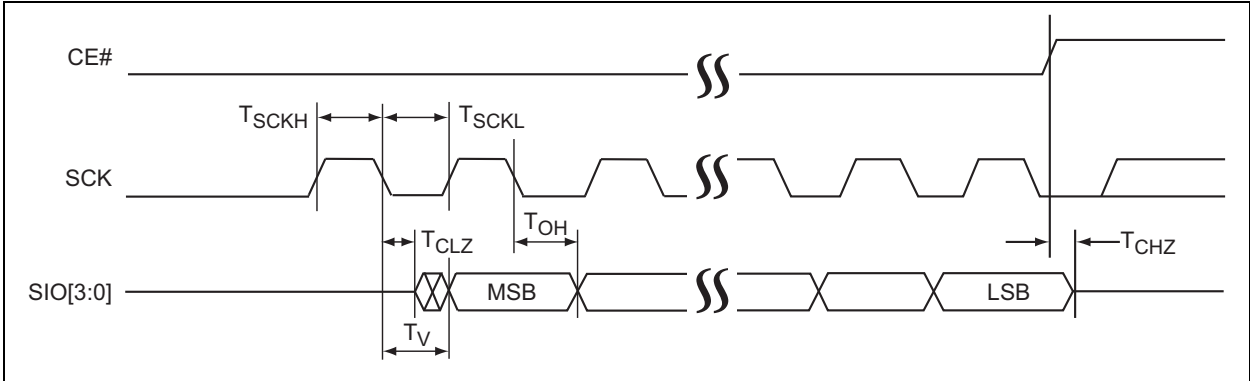 CE#
TSCKH
TSCKL
SCK
TOH
TCLZ
TCHZ
SIO[3:0]
MSB
LSB
TV